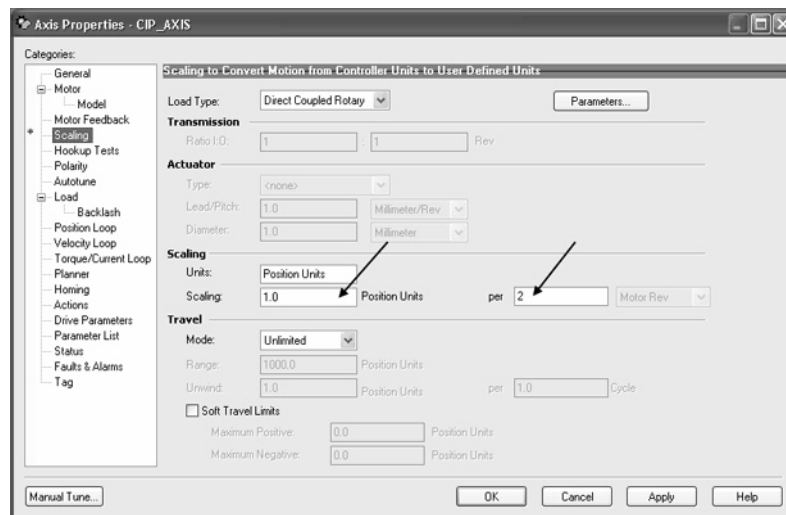 Axis Properties - CIP_AXIS
Categories:
General
Motor
Model
Motor Feedback
Scaling
Hookup Tests
Polarity
Autotune
Load
Backlash
Position Loop
Velocity Loop
Torque/Current Loop
Planner
Homing
Actions
Drive Parameters
Parameter List
Status
Faults & Alarms
Tag
Scaling to Convert Motion from Controller Units to User Defined Units
Load Type: Direct Coupled Rotary Parameters...
Transmission
Ratio I:O: 1 : 1 Rev
Actuator
Type: <none>
Lead/Pitch: 1.0 Millimeter/Rev
Diameter: 1.0 Millimeter
Scaling
Units: Position Units
Scaling: 1.0 Position Units per 2 Motor Rev
Travel
Mode: Unlimited
Range: 1000.0 Position Units
Unwind: 1.0 Position Units per 1.0 Cycle
Soft Travel Limits
Maximum Positive: 0.0 Position Units
Maximum Negative: 0.0 Position Units
Manual Tune... OK Cancel Apply Help